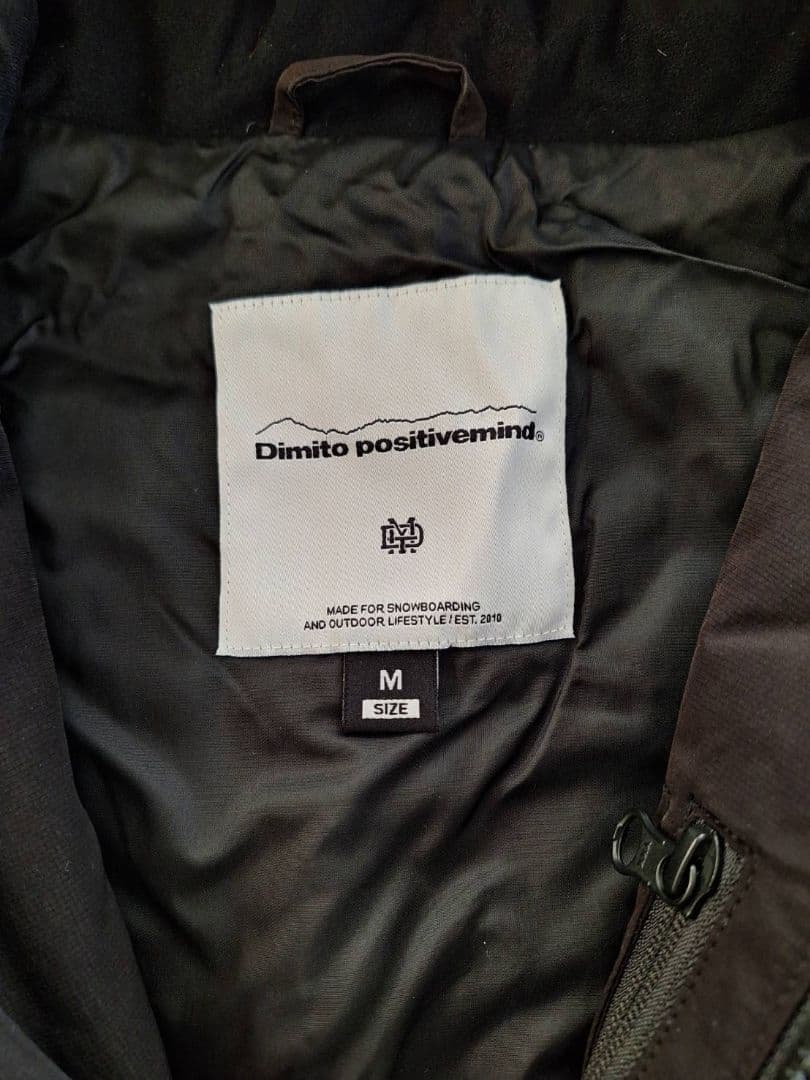 Dimito positivemind®
MADE FOR SNOWBOARDING
AND OUTDOOR LIFESTYLE / EST. 2010
M
SIZE